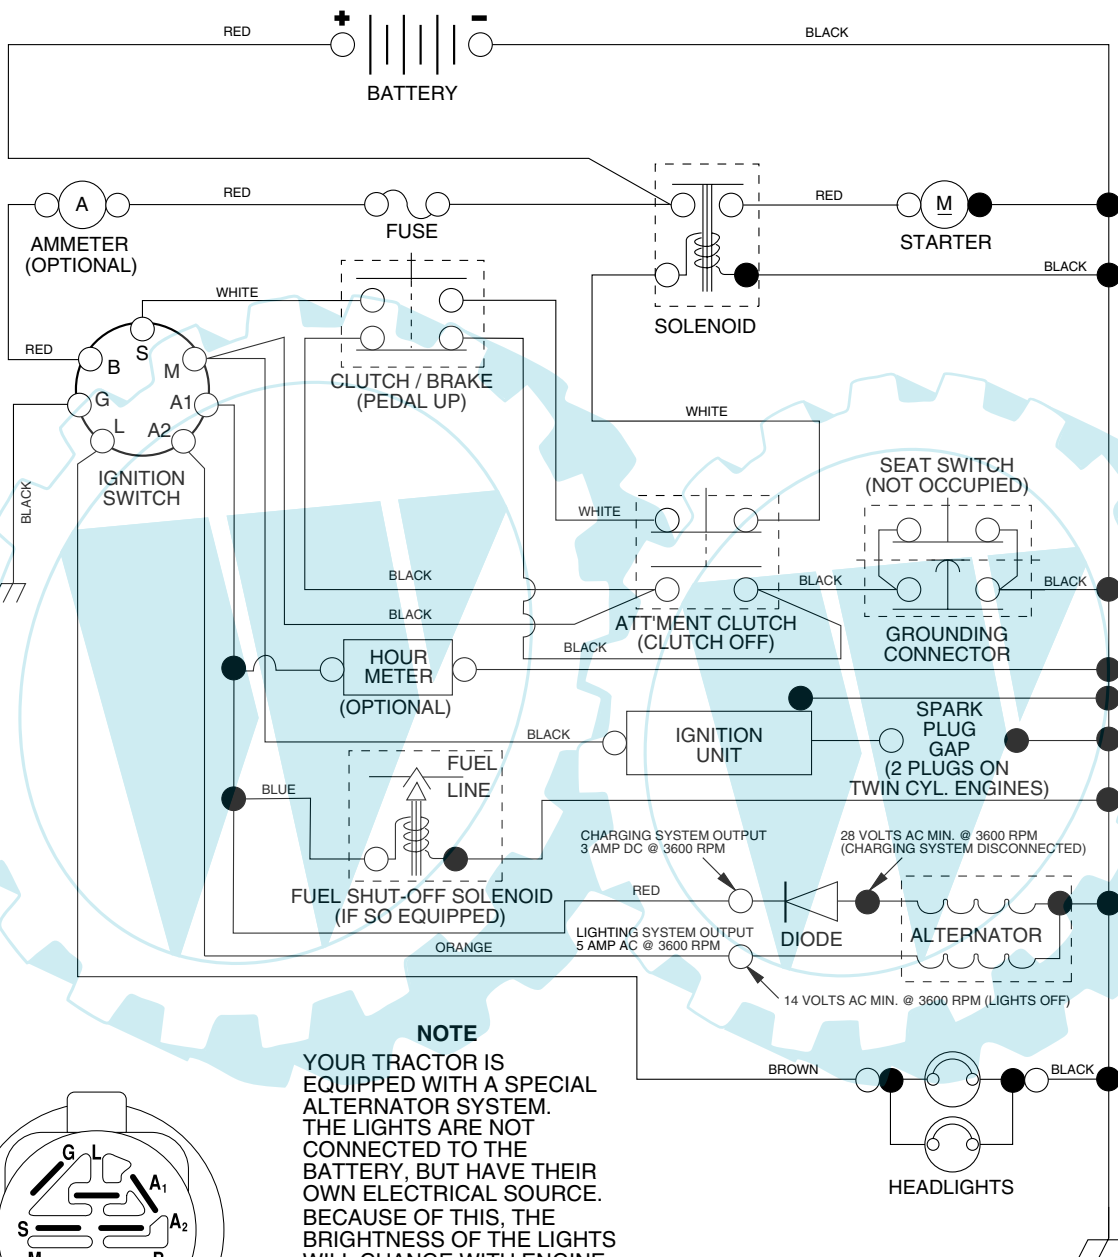 RED
+
-
BLACK
BATTERY
RED
A
AMMETER
(OPTIONAL)
FUSE
SOLENOID
RED
M
STARTER
BLACK
WHITE
CLUTCH / BRAKE
(PEDAL UP)
RED
S
B
M
G
A1
L
A2
IGNITION
SWITCH
BLACK
WHITE
WHITE
SEAT SWITCH
(NOT OCCUPIED)
BLACK
BLACK
BLACK
BLACK
ATT'MENT CLUTCH
(CLUTCH OFF)
GROUNDING
CONNECTOR
BLACK
HOUR
METER
(OPTIONAL)
BLACK
IGNITION
UNIT
SPARK
PLUG
GAP
(2 PLUGS ON
TWIN CYL. ENGINES)
FUEL
LINE
BLUE
FUEL SHUT-OFF SOLENOID
(IF SO EQUIPPED)
CHARGING SYSTEM OUTPUT
3 AMP DC @ 3600 RPM
28 VOLTS AC MIN. @ 3600 RPM
(CHARGING SYSTEM DISCONNECTED)
RED
DIODE
ALTERNATOR
ORANGE
LIGHTING SYSTEM OUTPUT
5 AMP AC @ 3600 RPM
14 VOLTS AC MIN. @ 3600 RPM (LIGHTS OFF)
BROWN
BLACK
HEADLIGHTS
NOTE
YOUR TRACTOR IS
EQUIPPED WITH A SPECIAL
ALTERNATOR SYSTEM.
THE LIGHTS ARE NOT
CONNECTED TO THE
BATTERY, BUT HAVE THEIR
OWN ELECTRICAL SOURCE.
BECAUSE OF THIS, THE
BRIGHTNESS OF THE LIGHTS
WILL CHANGE WITH ENGINE
G
L
A1
A2
S
M
B